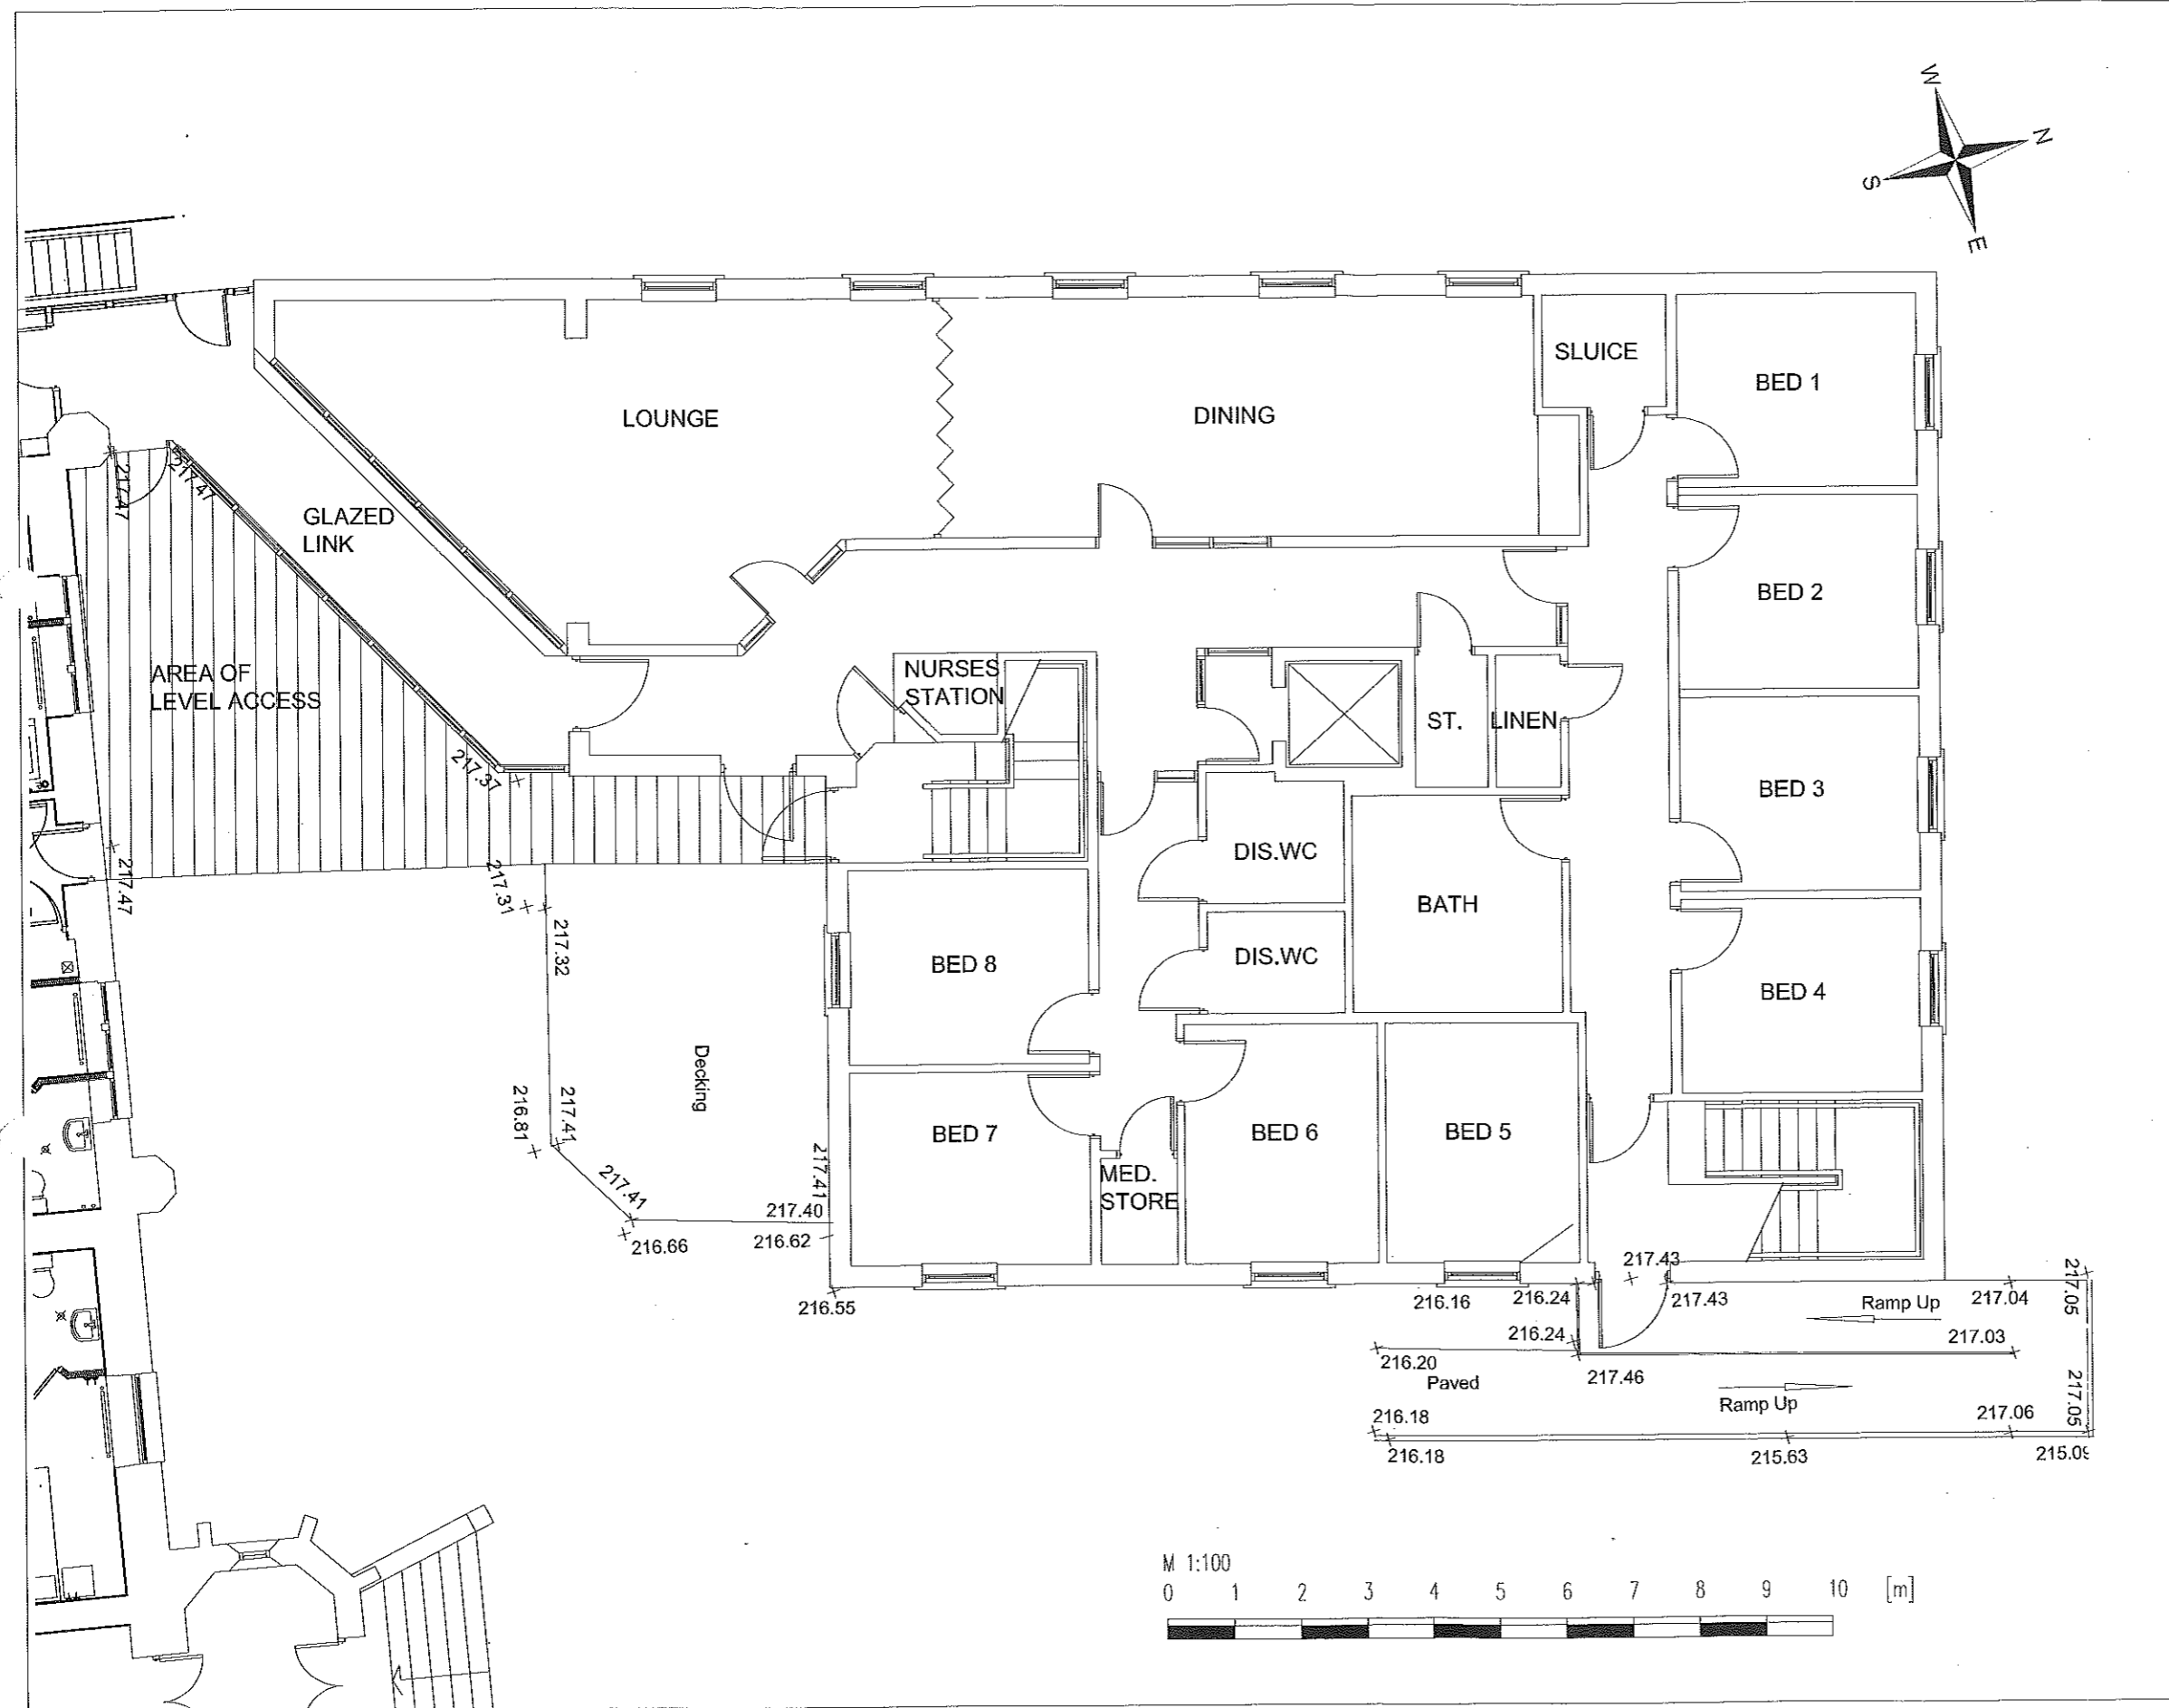 W
N
S
E
SLUICE
BED 1
LOUNGE
DINING
217.47
217.47
GLAZED
LINK
BED 2
AREA OF
LEVEL ACCESS
NURSES
STATION
ST.
LINEN
217.37
BED 3
217.47
217.31
217.32
DIS.WC
BATH
BED 8
DIS.WC
BED 4
Decking
216.81
217.41
217.41
217.41
BED 7
MED.
STORE
BED 6
BED 5
217.40
216.66
216.62
216.55
217.43
216.16
216.24
217.43
Ramp Up
217.04
217.05
216.24
217.03
216.20
Paved
217.46
Ramp Up
217.05
216.18
217.06
216.18
215.63
215.09
M 1:100
0 1 2 3 4 5 6 7 8 9 10 [m]